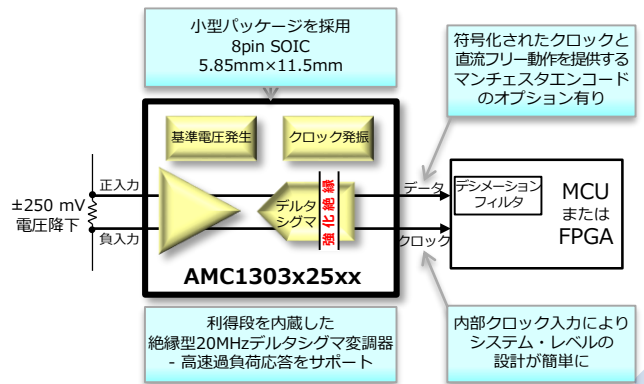 小型パッケージを採用
8pin SOIC
5.85mm×11.5mm
符号化されたクロックと
直流フリー動作を提供する
マンチェスタエンコード
のオプション有り
基準電圧発生
クロック発振
正入力
±250 mV
電圧降下
負入力
デルタ
シグマ
強化絶縁
データ
クロック
デシメーション
フィルタ
MCU
または
FPGA
AMC1303x25xx
利得段を内蔵した
絶縁型20MHzデルタシグマ変調器
- 高速過負荷応答をサポート
内部クロック入力により
システム・レベルの
設計が簡単に